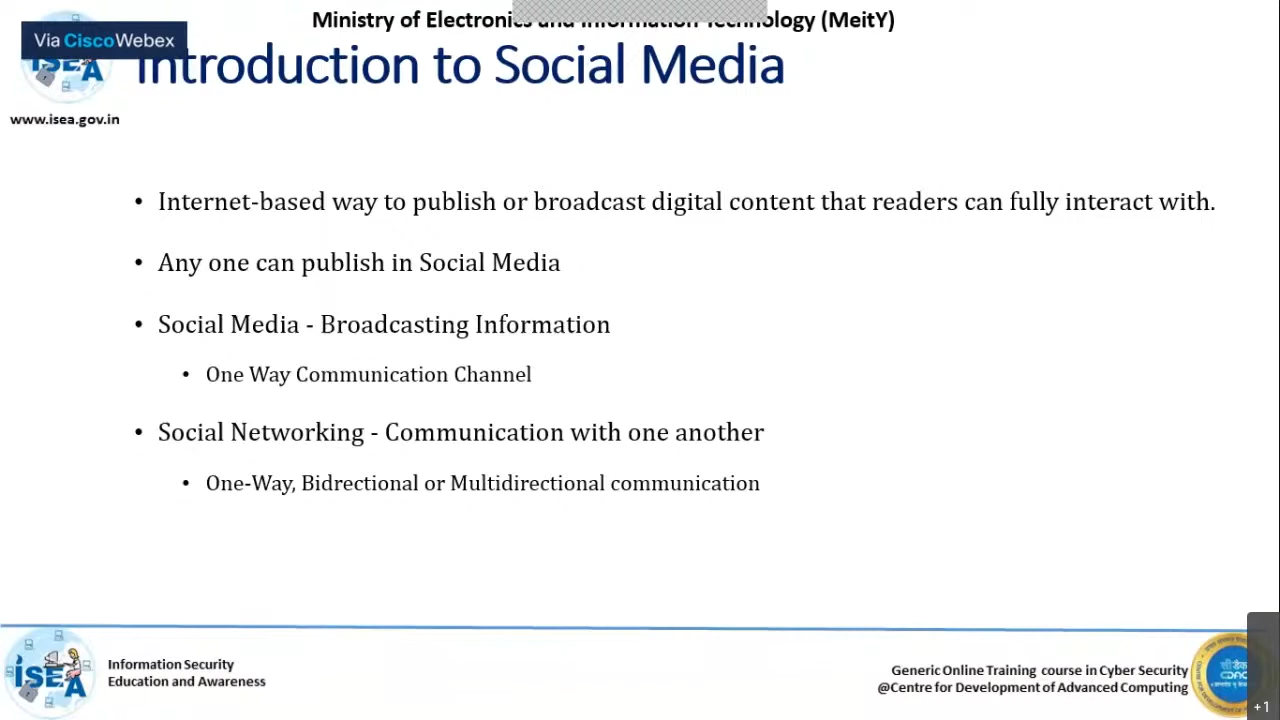 Ministry of Electronics and Information Technology (MeitY)
Via CiscoWebex
Introduction to Social Media
ISEA
www.isea.gov.in
• Internet-based way to publish or broadcast digital content that readers can fully interact with.
• Any one can publish in Social Media
• Social Media - Broadcasting Information
• One Way Communication Channel
• Social Networking - Communication with one another
• One-Way, Bidrectional or Multidirectional communication
ISEA
Information Security
Education and Awareness
Generic Online Training course in Cyber Security
@Centre for Development of Advanced Computing
सी डैक
CDAC
+1